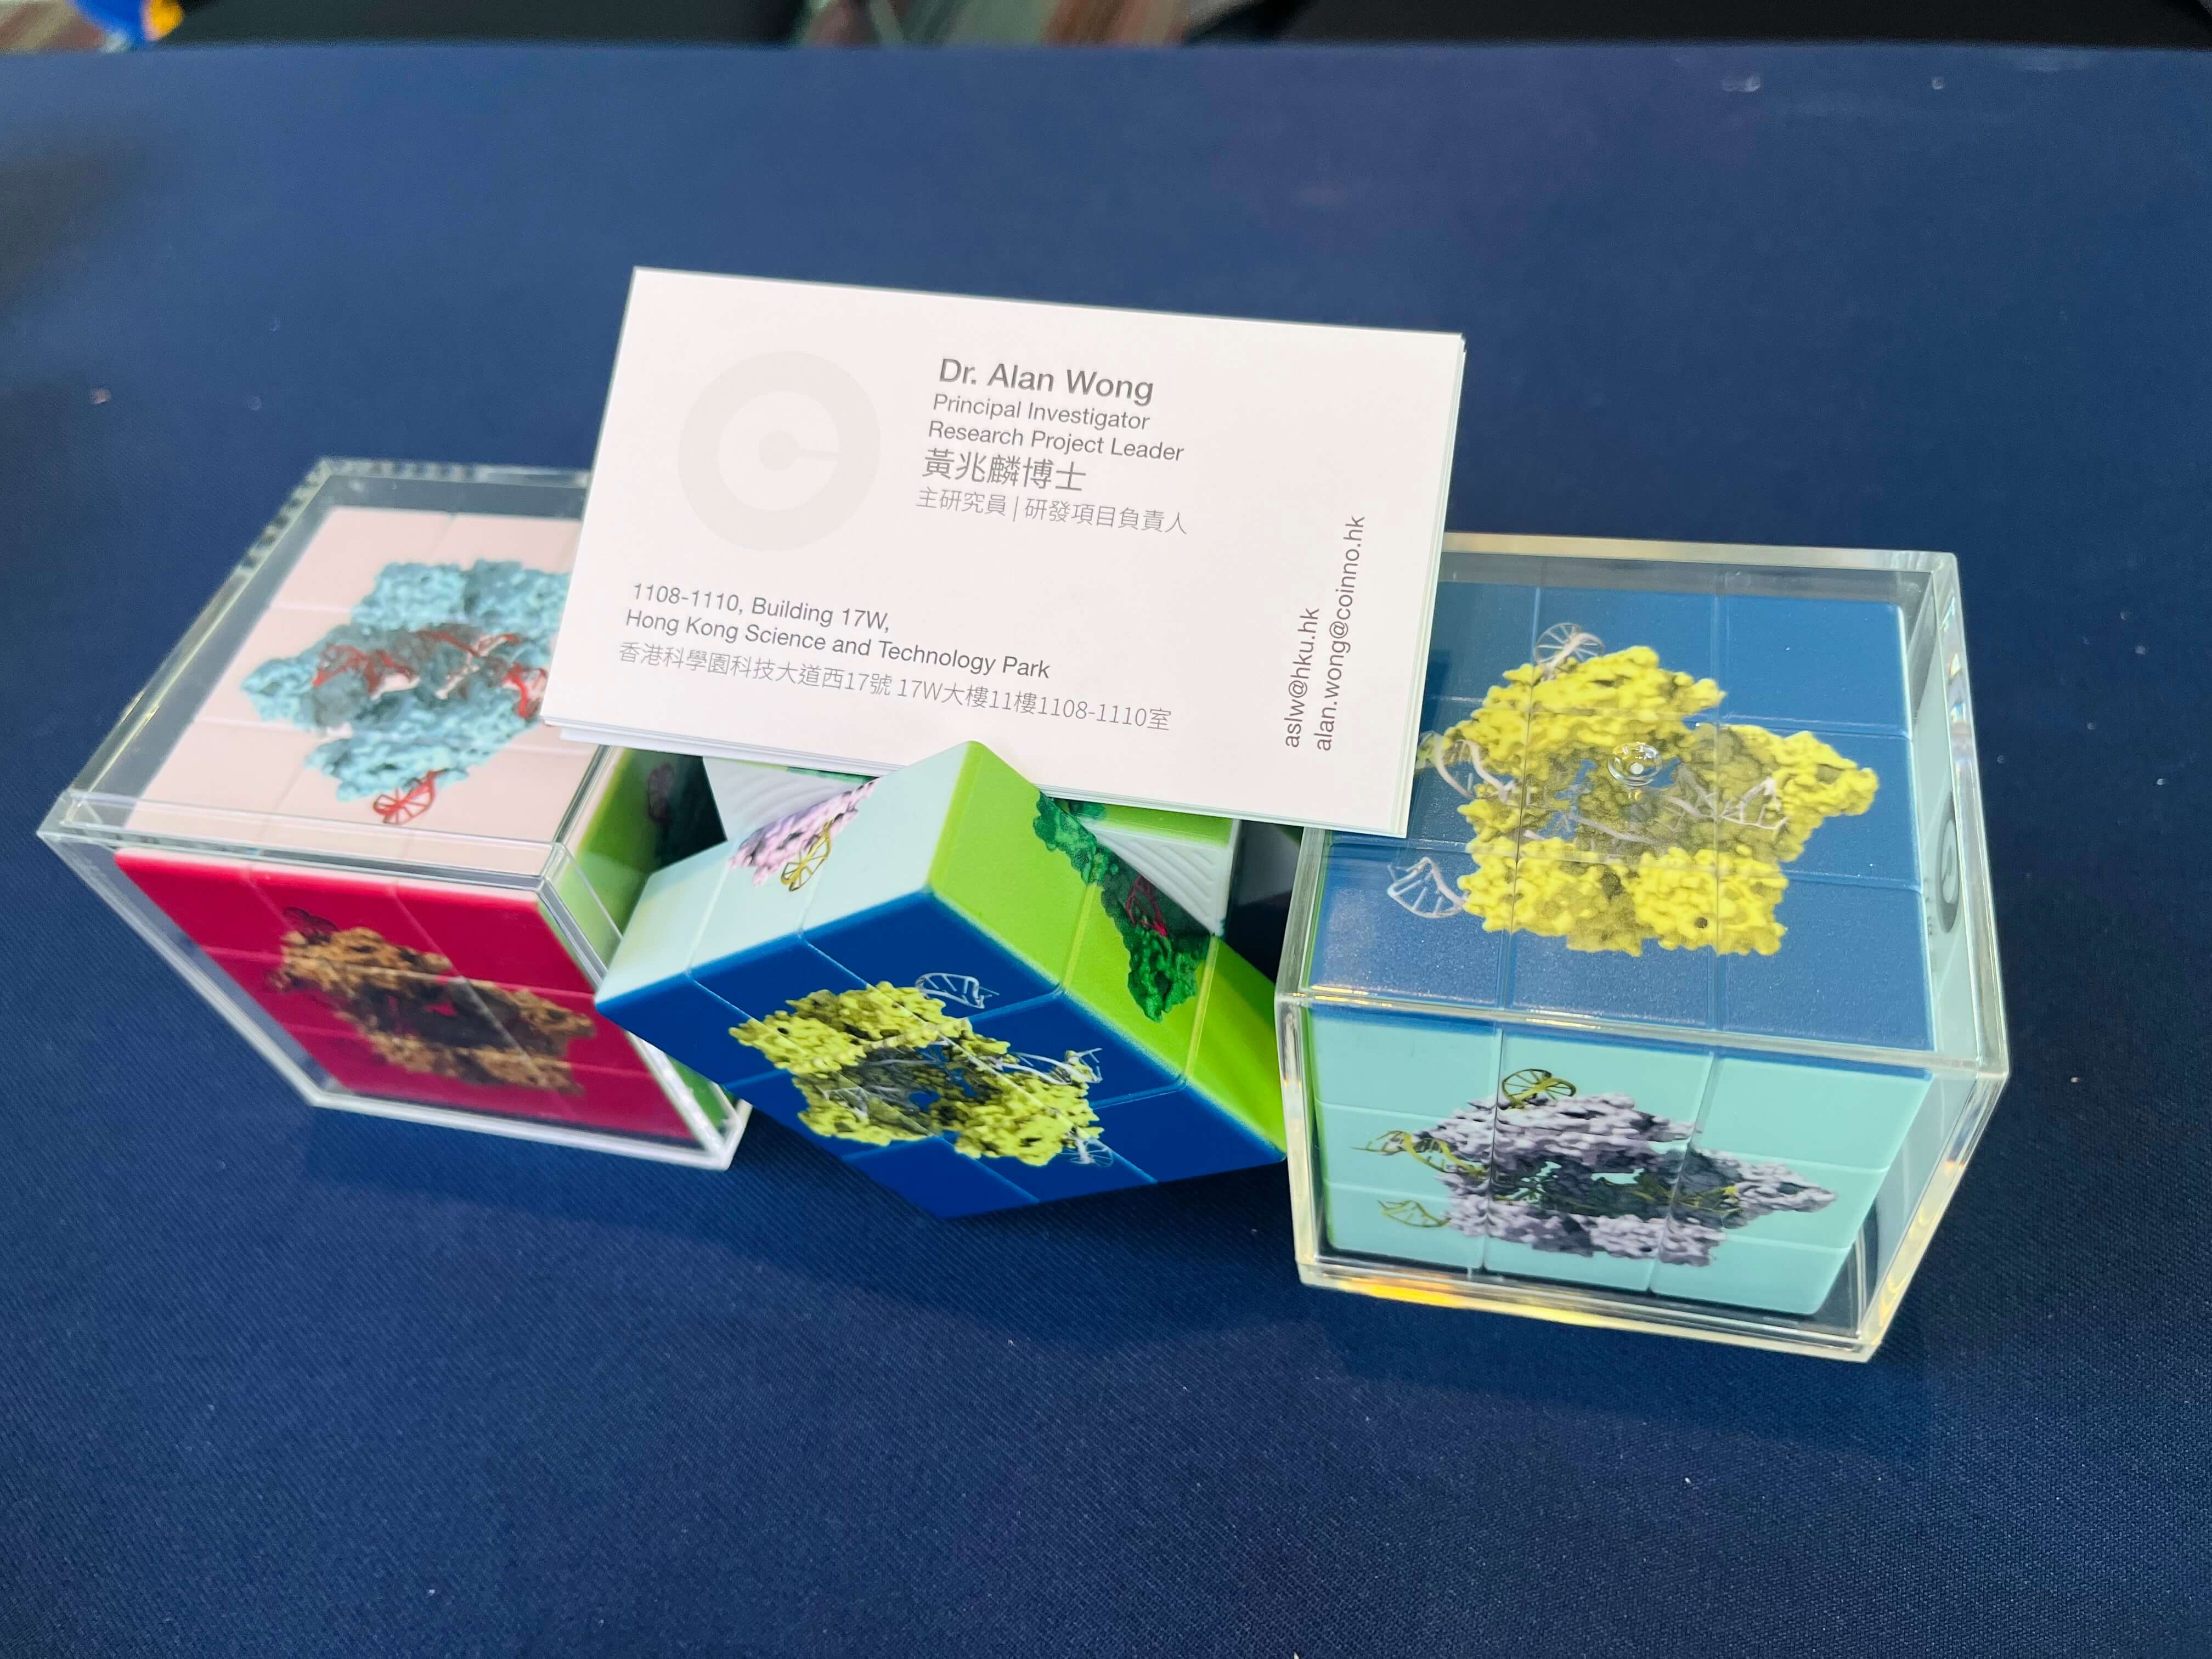 Dr. Alan Wong
Principal Investigator
Research Project Leader
黃兆麟博士
主研究員 | 研發項目負責人
1108-1110, Building 17W,
Hong Kong Science and Technology Park
香港科學園科技大道西17號 17W大樓11樓1108-1110室
aslw@hku.hk
alan.wong@coinno.hk